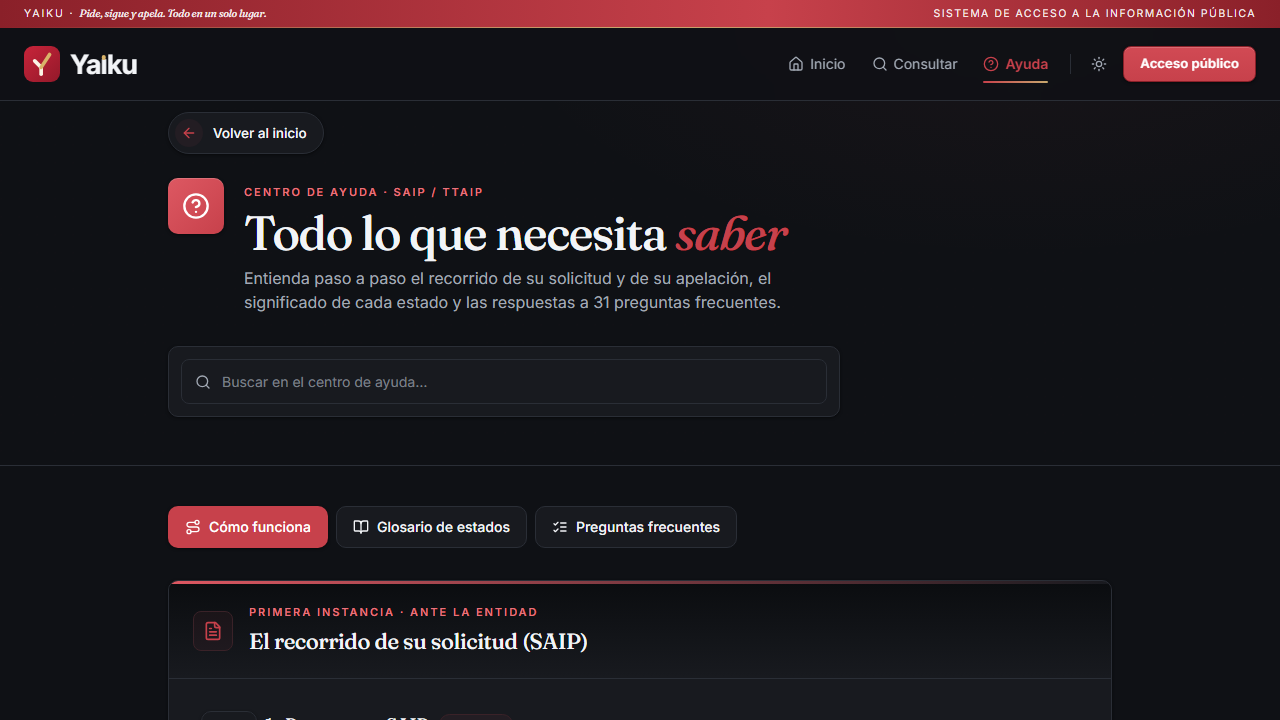 YAIKU · Pide, sigue y apela. Todo en un solo lugar.
SISTEMA DE ACCESO A LA INFORMACIÓN PÚBLICA
Yaiku
Inicio
Consultar
Ayuda
Acceso público
Volver al inicio
CENTRO DE AYUDA · SAIP / TTAIP
Todo lo que necesita saber
Entienda paso a paso el recorrido de su solicitud y de su apelación, el
significado de cada estado y las respuestas a 31 preguntas frecuentes.
Buscar en el centro de ayuda...
Cómo funciona
Glosario de estados
Preguntas frecuentes
PRIMERA INSTANCIA · ANTE LA ENTIDAD
El recorrido de su solicitud (SAIP)